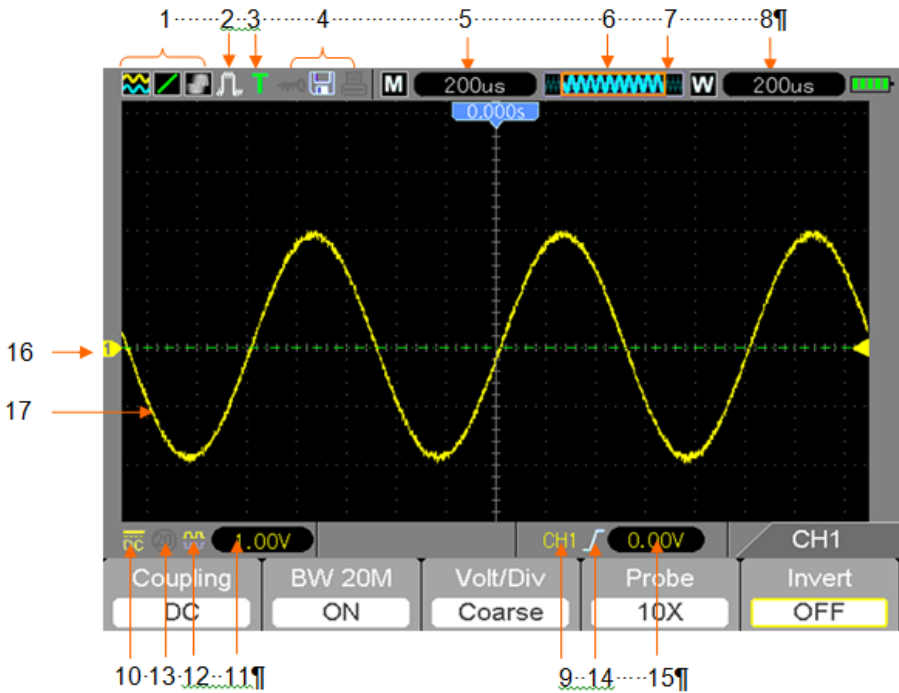 1·········2··3········4················5················6·······7···········8¶
T M 200us W 200us
0.000s
1
16
17
DC 20 1.00V CH1 0.00V CH1
Coupling BW 20M Volt/Div Probe Invert
DC ON Coarse 10X OFF
10·13·12··11¶ 9··14·····15¶